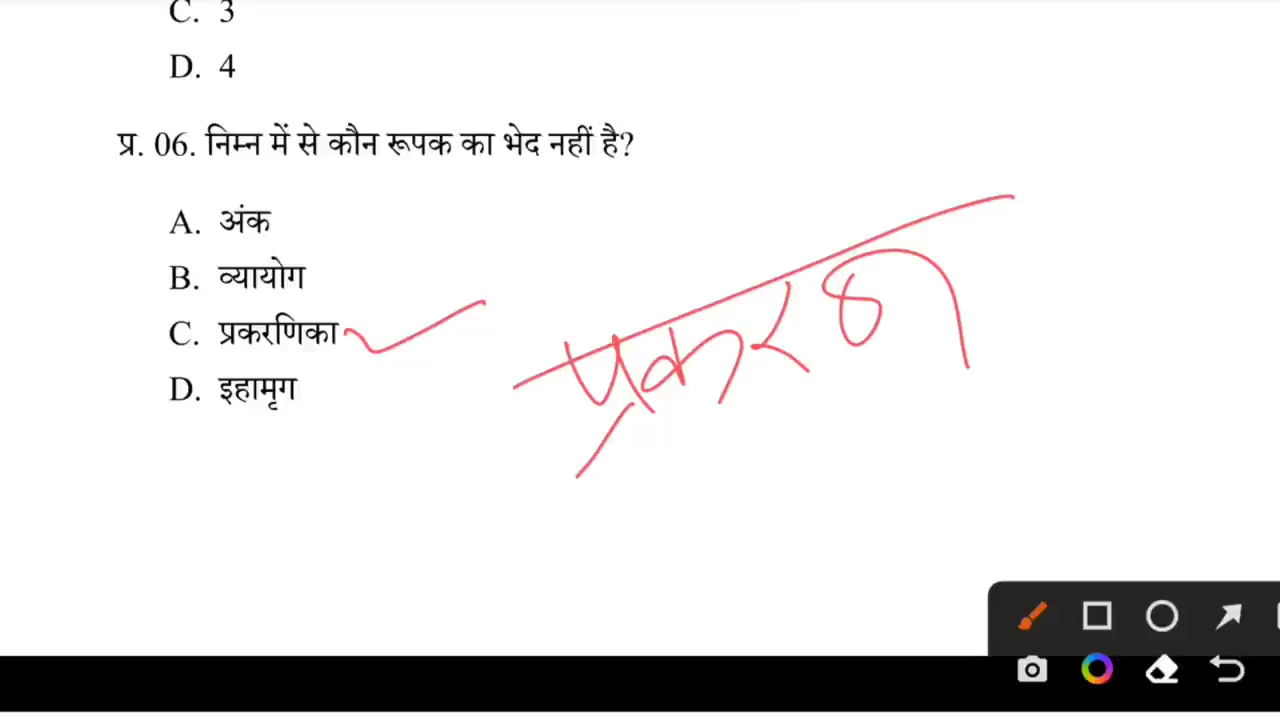 C. 3
D. 4
प्र. 06. निम्न में से कौन रूपक का भेद नहीं है?
A. अंक
B. व्यायोग
C. प्रकरणिका
D. इहामृग
प्रकरण